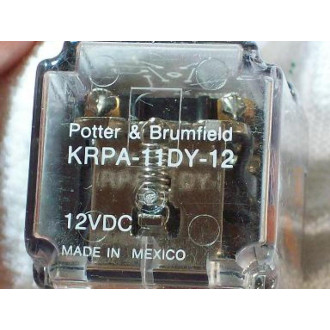 Potter & Brumfield
KRPA-11DY-12
12VDC
MADE IN MEXICO